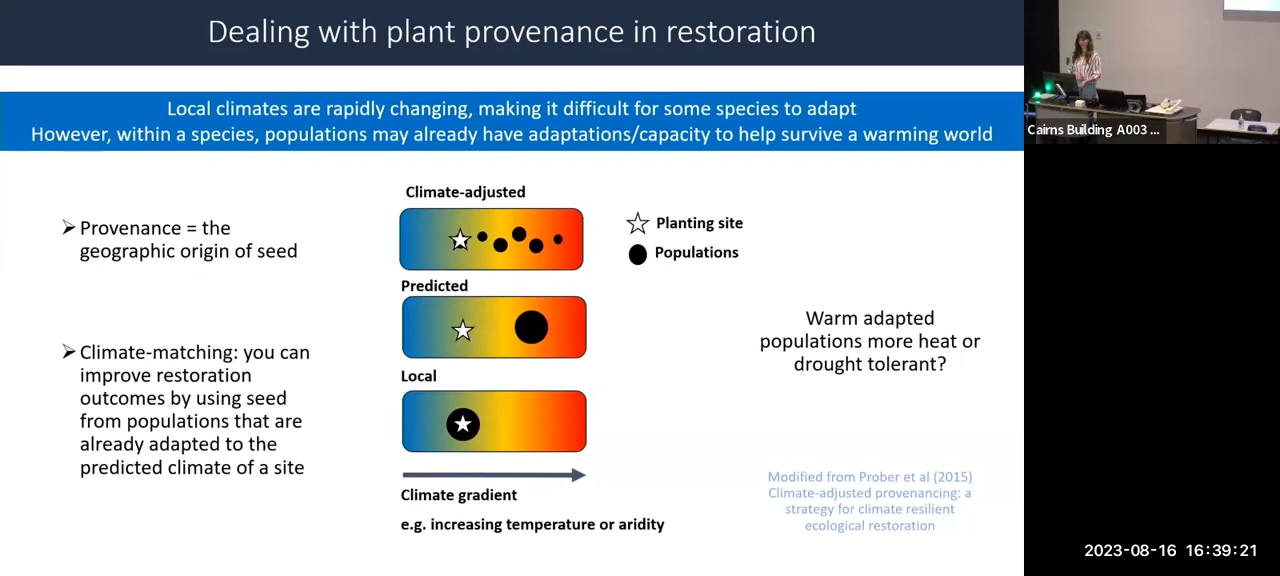 Dealing with plant provenance in restoration
Local climates are rapidly changing, making it difficult for some species to adapt
However, within a species, populations may already have adaptations/capacity to help survive a warming world
➢ Provenance = the
geographic origin of seed
➢ Climate-matching: you can
improve restoration
outcomes by using seed
from populations that are
already adapted to the
predicted climate of a site
Climate-adjusted
Predicted
Local
Climate gradient
e.g. increasing temperature or aridity
Planting site
Populations
Warm adapted
populations more heat or
drought tolerant?
Modified from Prober et al (2015)
Climate-adjusted provenancing: a
strategy for climate resilient
ecological restoration
Cairns Building A003 ...
2023-08-16 16:39:21